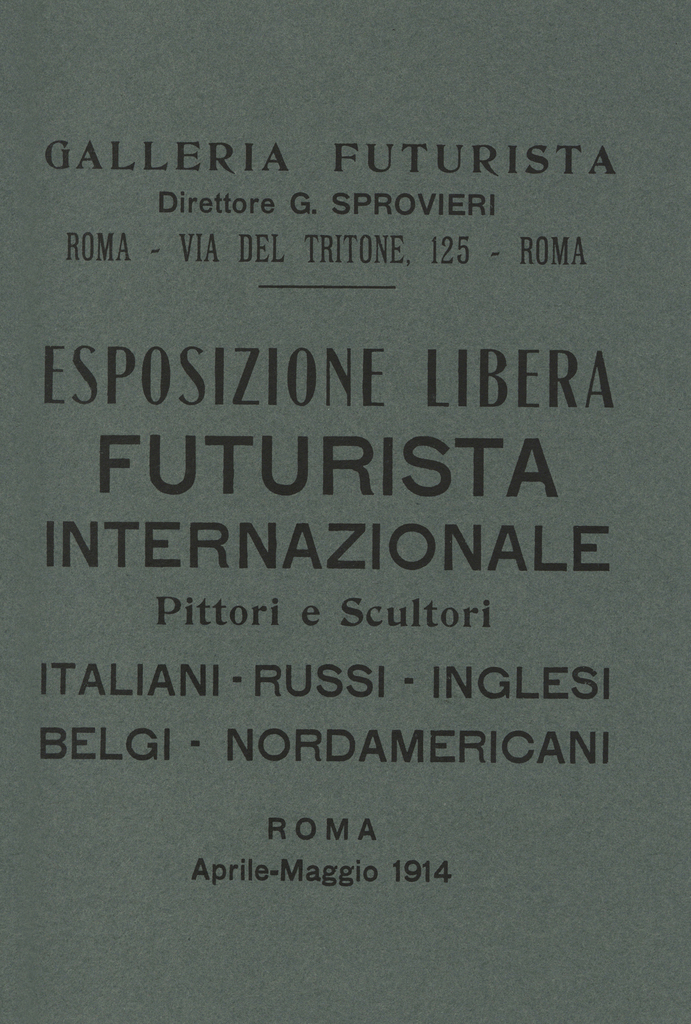 GALLERIA FUTURISTA
Direttore G. SPROVIERI
ROMA - VIA DEL TRITONE, 125 - ROMA
ESPOSIZIONE LIBERA
FUTURISTA
INTERNAZIONALE
Pittori e Scultori
ITALIANI - RUSSI - INGLESI
BELGI - NORDAMERICANI
ROMA
Aprile-Maggio 1914